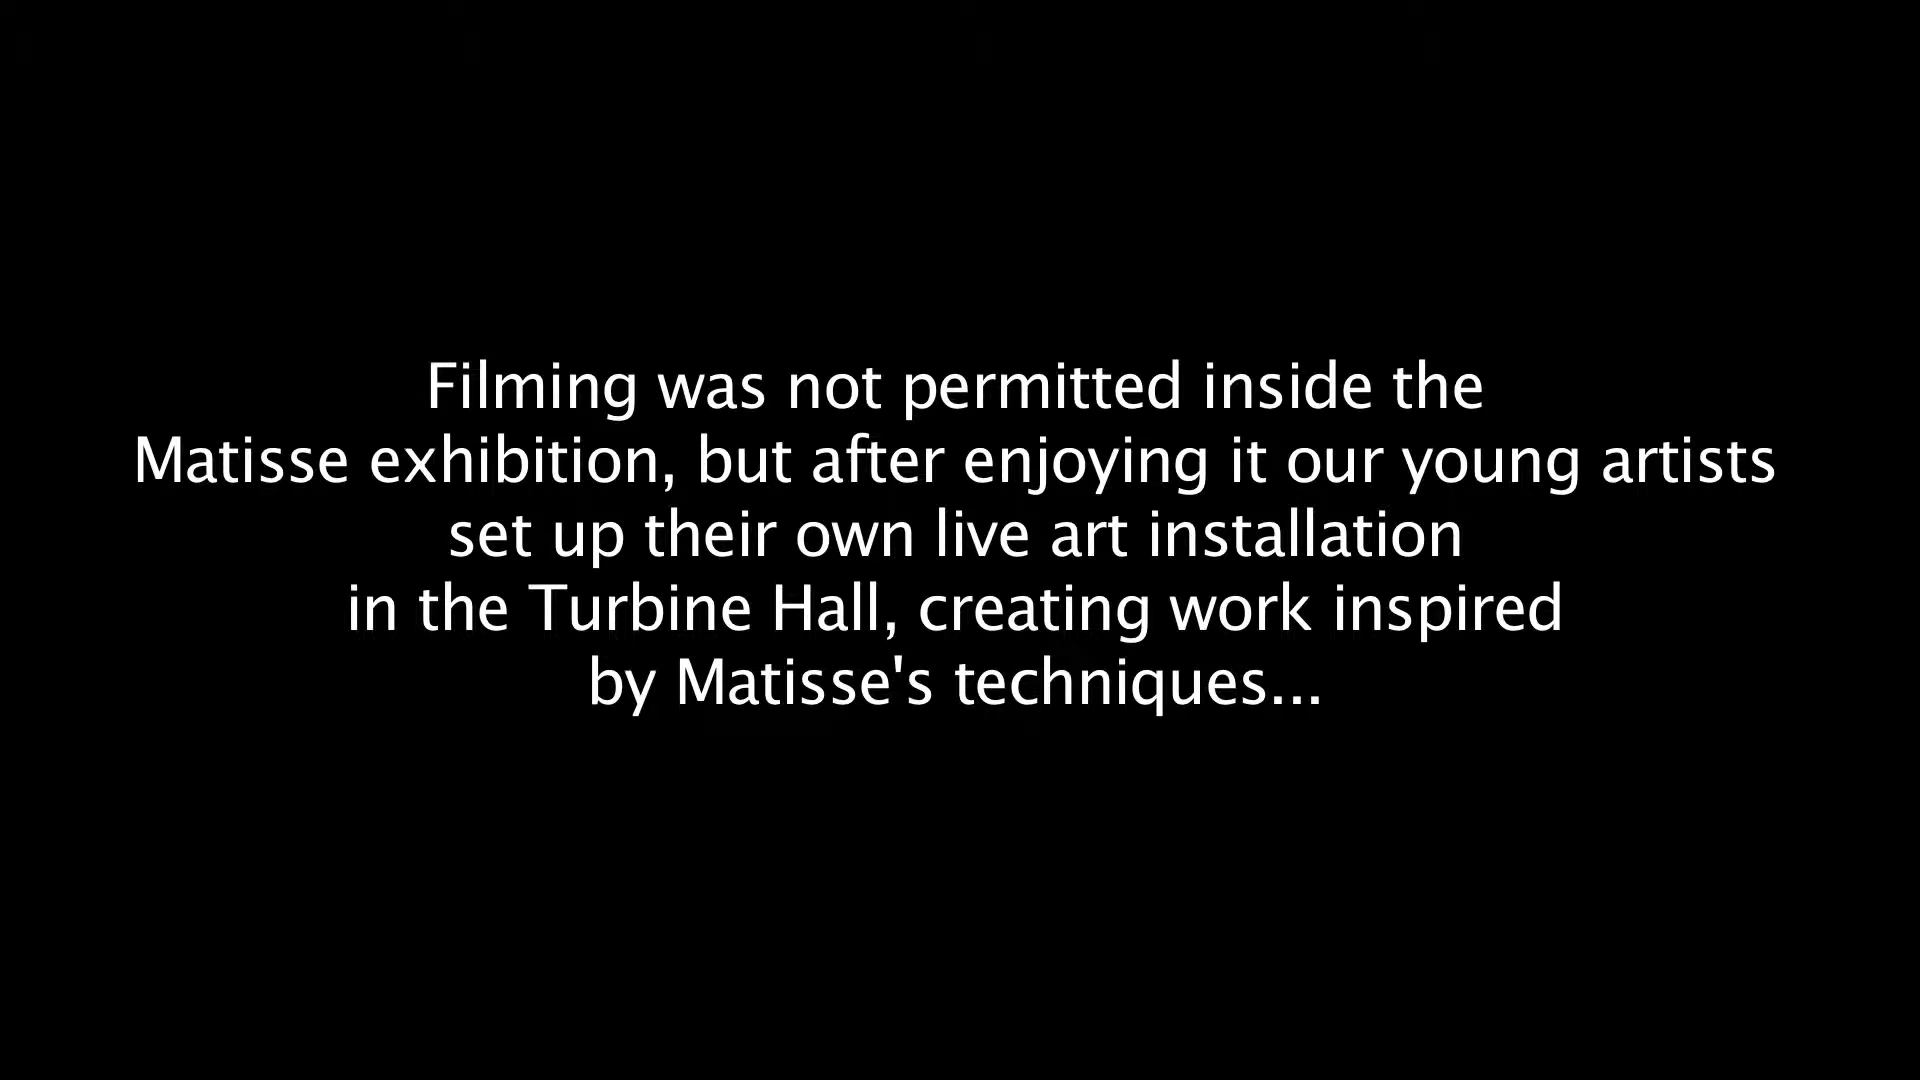 Filming was not permitted inside the
Matisse exhibition, but after enjoying it our young artists
set up their own live art installation
in the Turbine Hall, creating work inspired
by Matisse's techniques...